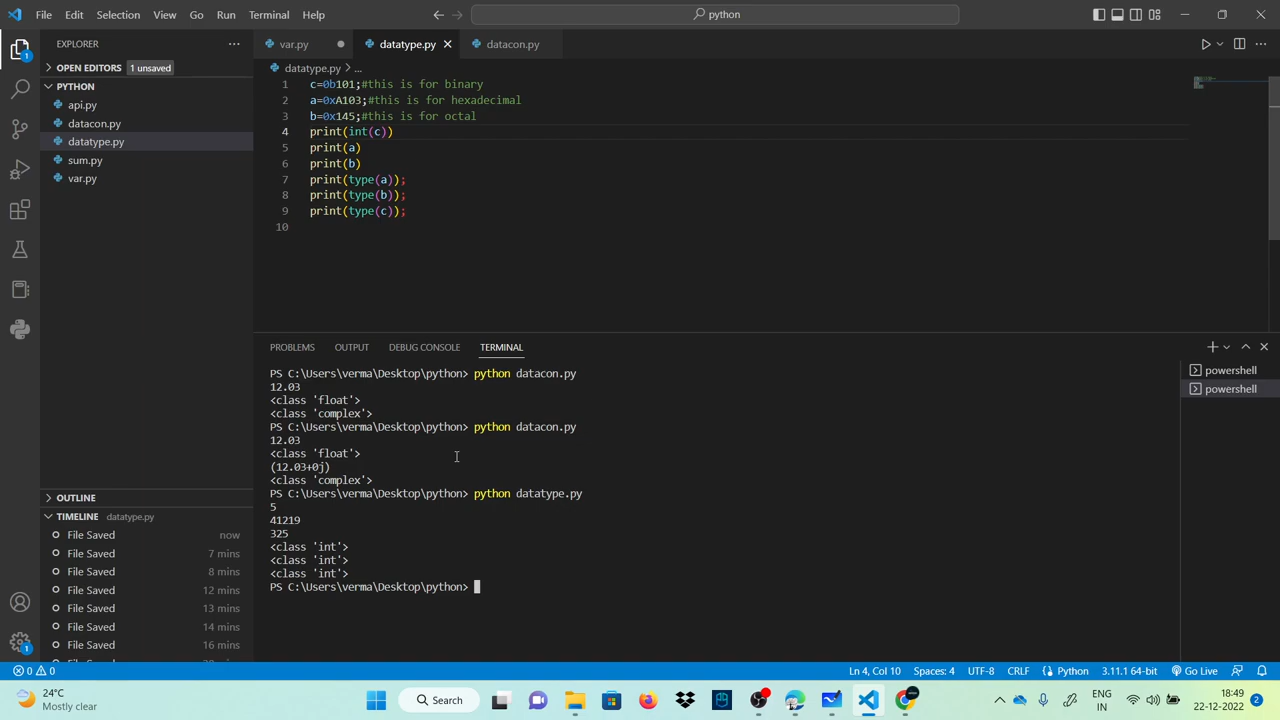 File Edit Selection View Go Run Terminal Help
python
EXPLORER
var.py
datatype.py
datacon.py
OPEN EDITORS 1 unsaved
datatype.py > ...
PYTHON
api.py
datacon.py
datatype.py
sum.py
var.py
1 c=0b101;#this is for binary
2 a=0xA103;#this is for hexadecimal
3 b=0x145;#this is for octal
4 print(int(c))
5 print(a)
6 print(b)
7 print(type(a));
8 print(type(b));
9 print(type(c));
10
PROBLEMS OUTPUT DEBUG CONSOLE TERMINAL
powershell
powershell
PS C:\Users\verma\Desktop\python> python datacon.py
12.03
<class 'float'>
<class 'complex'>
PS C:\Users\verma\Desktop\python> python datacon.py
12.03
<class 'float'>
(12.03+0j)
<class 'complex'>
PS C:\Users\verma\Desktop\python> python datatype.py
5
41219
325
<class 'int'>
<class 'int'>
<class 'int'>
PS C:\Users\verma\Desktop\python>
OUTLINE
TIMELINE datatype.py
File Saved now
File Saved 7 mins
File Saved 8 mins
File Saved 12 mins
File Saved 13 mins
File Saved 14 mins
File Saved 16 mins
1
1
0 0
Ln 4, Col 10 Spaces: 4 UTF-8 CRLF Python 3.11.1 64-bit Go Live
24°C
Mostly clear
Search
ENG
IN
18:49
22-12-2022
2